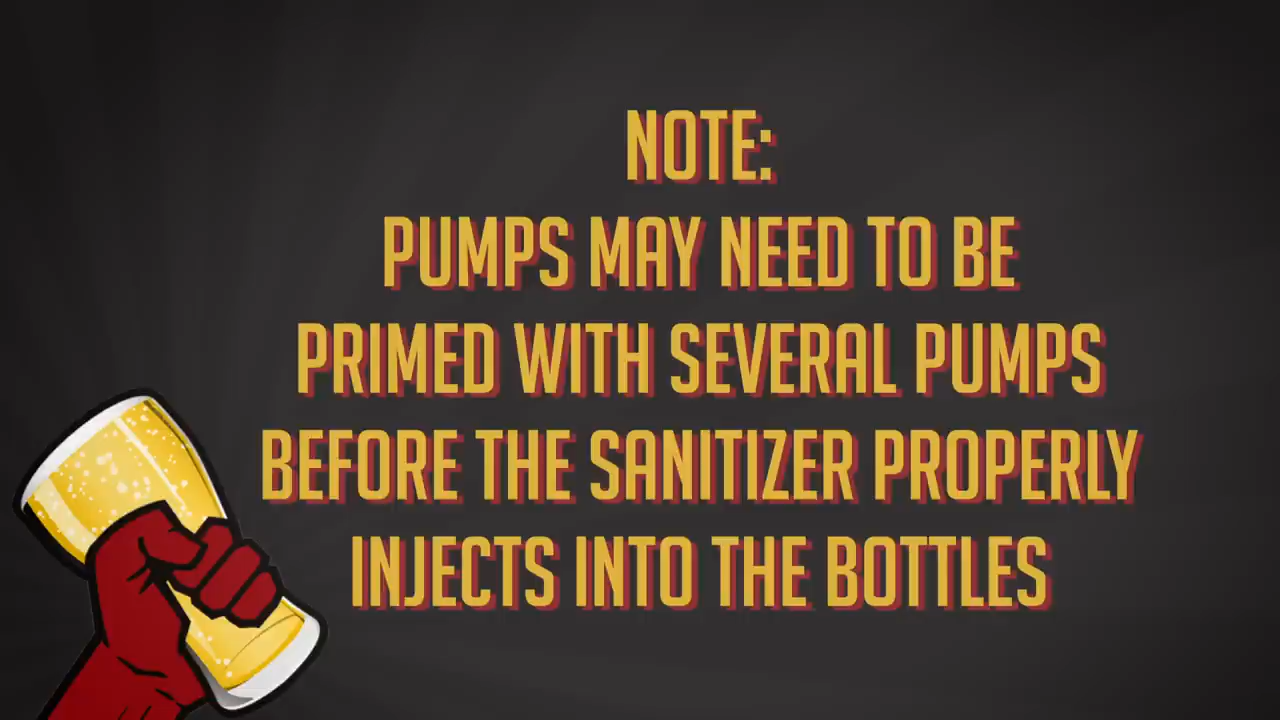 NOTE:
PUMPS MAY NEED TO BE
PRIMED WITH SEVERAL PUMPS
BEFORE THE SANITIZER PROPERLY
INJECTS INTO THE BOTTLES